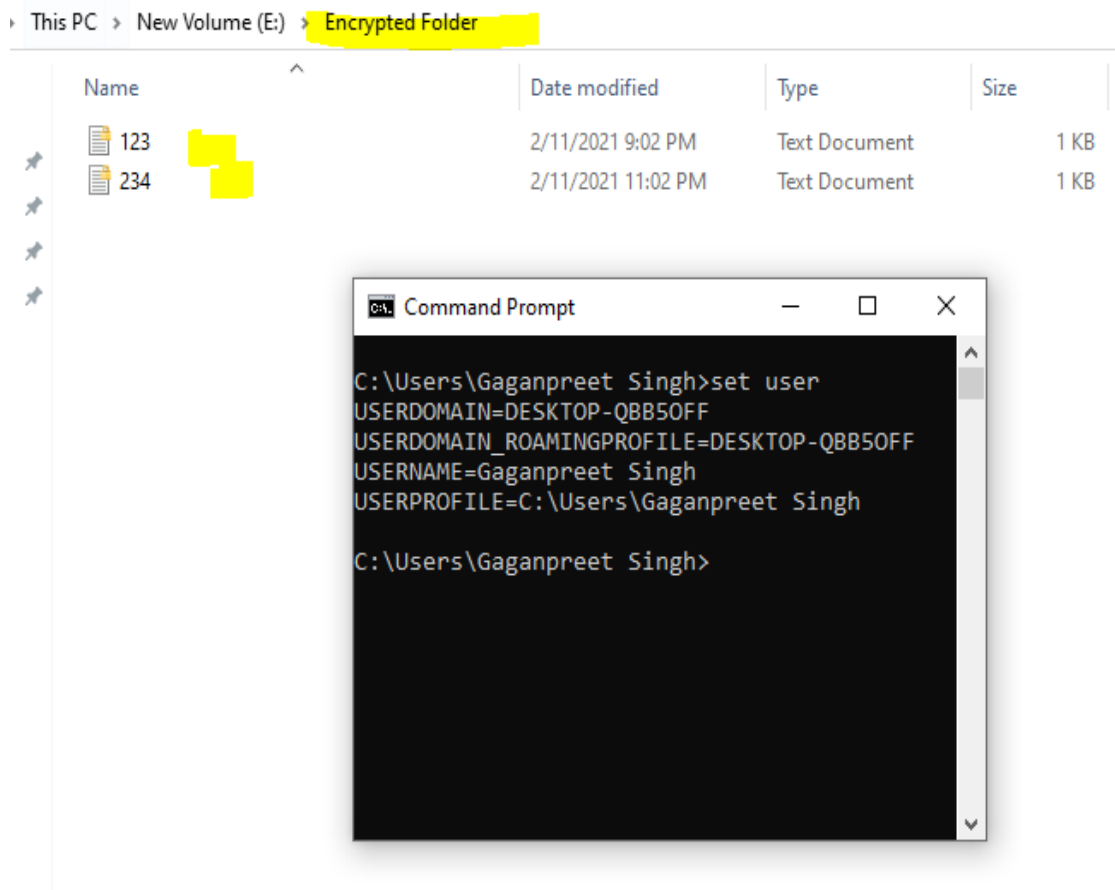 This PC > New Volume (E:) > Encrypted Folder
Name Date modified Type Size
123 2/11/2021 9:02 PM Text Document 1 KB
234 2/11/2021 11:02 PM Text Document 1 KB
Command Prompt
C:\Users\Gaganpreet Singh>set user
USERDOMAIN=DESKTOP-QBB5OFF
USERDOMAIN_ROAMINGPROFILE=DESKTOP-QBB5OFF
USERNAME=Gaganpreet Singh
USERPROFILE=C:\Users\Gaganpreet Singh
C:\Users\Gaganpreet Singh>